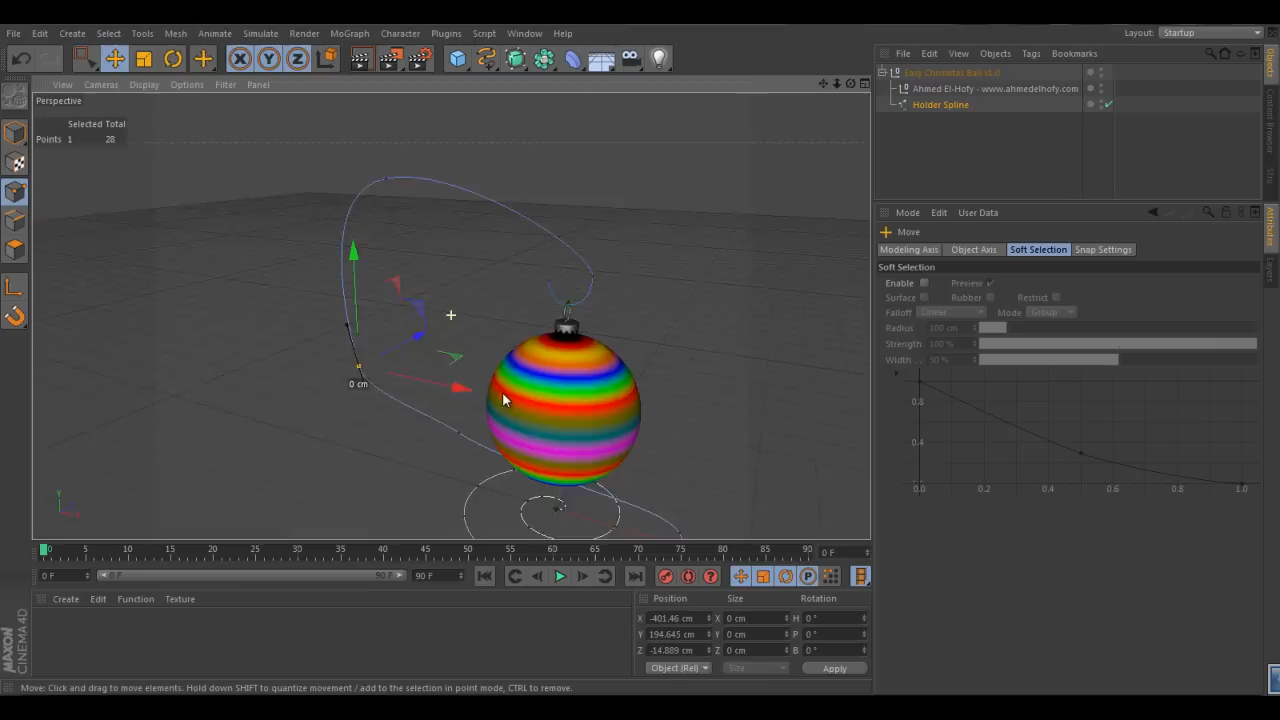 File Edit Create Select Tools Mesh Animate Simulate Render MoGraph Character Plugins Script Window Help
Layout: Startup
X Y Z
File Edit View Objects Tags Bookmarks
View Cameras Display Options Filter Panel
Perspective
Selected Total
Points 1 28
0 cm
Y
Easy Chrismtas Ball v1.0
Ahmed El-Hofy - www.ahmedelhofy.com
Holder Spline
Objects
Content Browser
Stru
Mode Edit User Data
Move
Modeling Axis Object Axis Soft Selection Snap Settings
Soft Selection
Enable Preview
Surface Rubber Restrict
Falloff Linear Mode Group
Radius 100 cm
Strength 100 %
Width . . 50 %
0.8
0.4
0.0 0.2 0.4 0.6 0.8 1.0
Attributes
Layers
0 5 10 15 20 25 30 35 40 45 50 55 60 65 70 75 80 85 90 0 F
0 F 0 F 90 F 90 F
P
Create Edit Function Texture
Position Size Rotation
X -401.46 cm X 0 cm H 0 °
Y 194.645 cm Y 0 cm P 0 °
Z -14.889 cm Z 0 cm B 0 °
Object (Rel) Size Apply
MAXON
CINEMA 4D
Move: Click and drag to move elements. Hold down SHIFT to quantize movement / add to the selection in point mode, CTRL to remove.